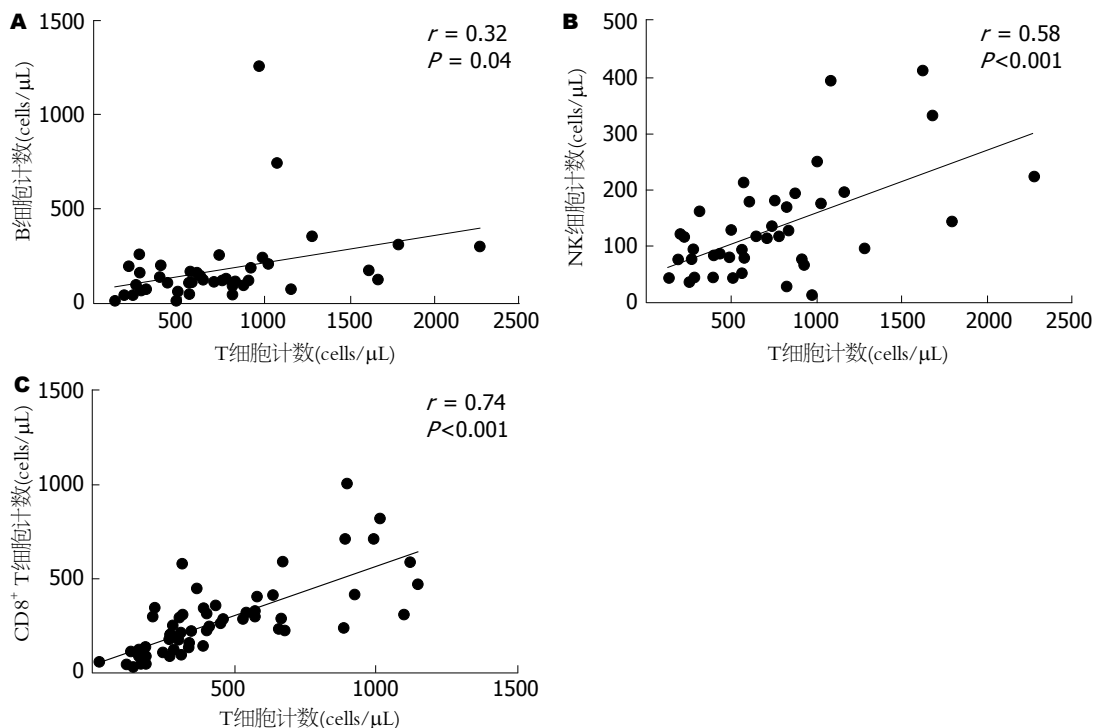 A
1500
1000
500
0
B细胞计数(cells/μL)
r = 0.32
P = 0.04
500 1000 1500 2000 2500
T细胞计数(cells/μL)
B
500
400
300
200
100
0
NK细胞计数(cells/μL)
r = 0.58
P<0.001
500 1000 1500 2000 2500
T细胞计数(cells/μL)
C
1500
1000
500
0
CD8⁺ T细胞计数(cells/μL)
r = 0.74
P<0.001
500 1000 1500
T细胞计数(cells/μL)